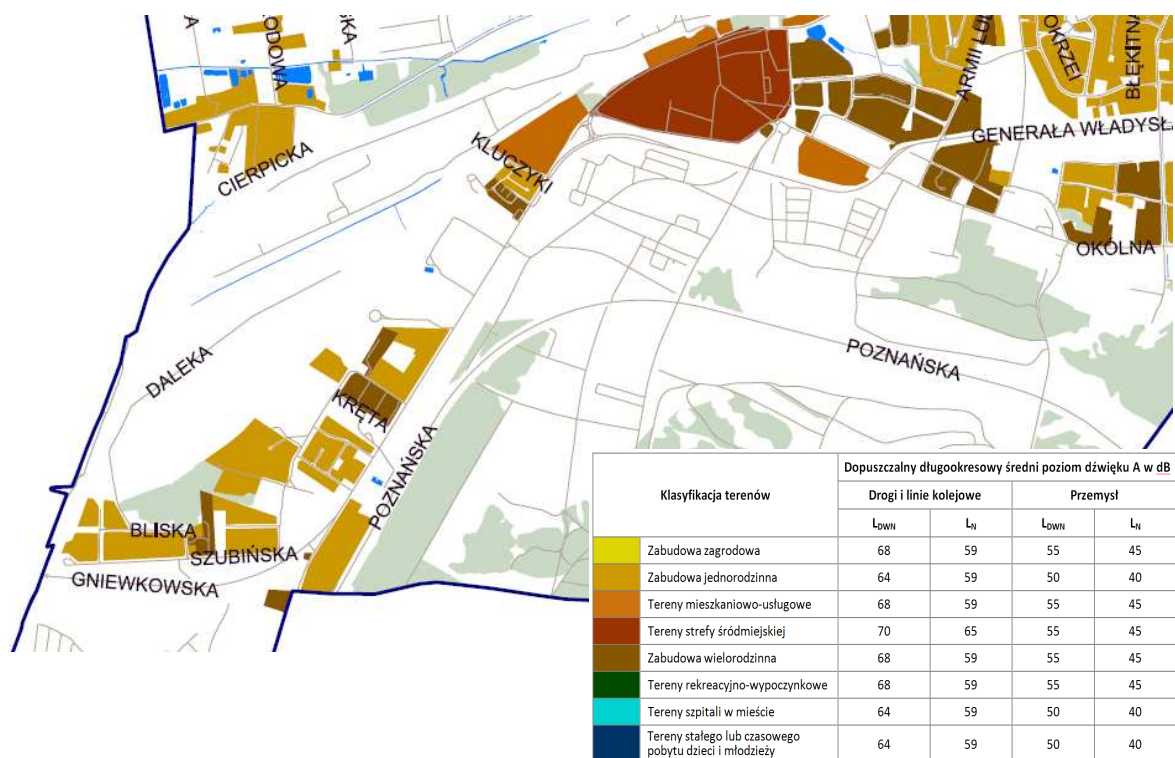 A
ODOWA
SKA
ARMII LU
OKRZEI
BŁĘKITNA
GENERAŁA WŁADYSŁ
KLUCZYKI
CIERPICKA
OKÓLNA
DALEKA
POZNAŃSKA
KRĘTA
POZNAŃSKA
BLISKA
SZUBIŃSKA
GNIEWKOWSKA
Klasyfikacja terenów
Dopuszczalny długookresowy średni poziom dźwięku A w dB
Drogi i linie kolejowe Przemysł
LDWN LN LDWN LN
Zabudowa zagrodowa 68 59 55 45
Zabudowa jednorodzinna 64 59 50 40
Tereny mieszkaniowo-usługowe 68 59 55 45
Tereny strefy śródmiejskiej 70 65 55 45
Zabudowa wielorodzinna 68 59 55 45
Tereny rekreacyjno-wypoczynkowe 68 59 55 45
Tereny szpitali w mieście 64 59 50 40
Tereny stałego lub czasowego
pobytu dzieci i młodzieży 64 59 50 40